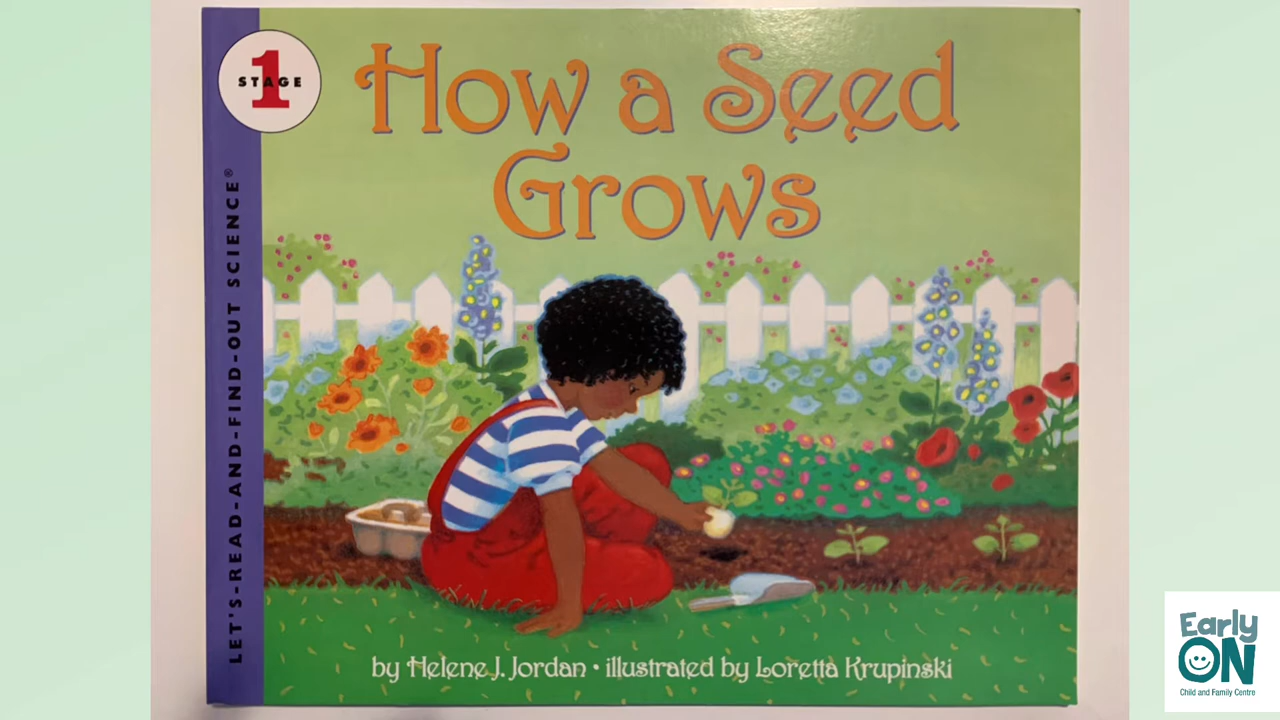 STAGE
1
How a Seed
Grows
LET'S-READ-AND-FIND-OUT SCIENCE®
by Helene J. Jordan • illustrated by Loretta Krupinski
Early
ON
Child and Family Centre